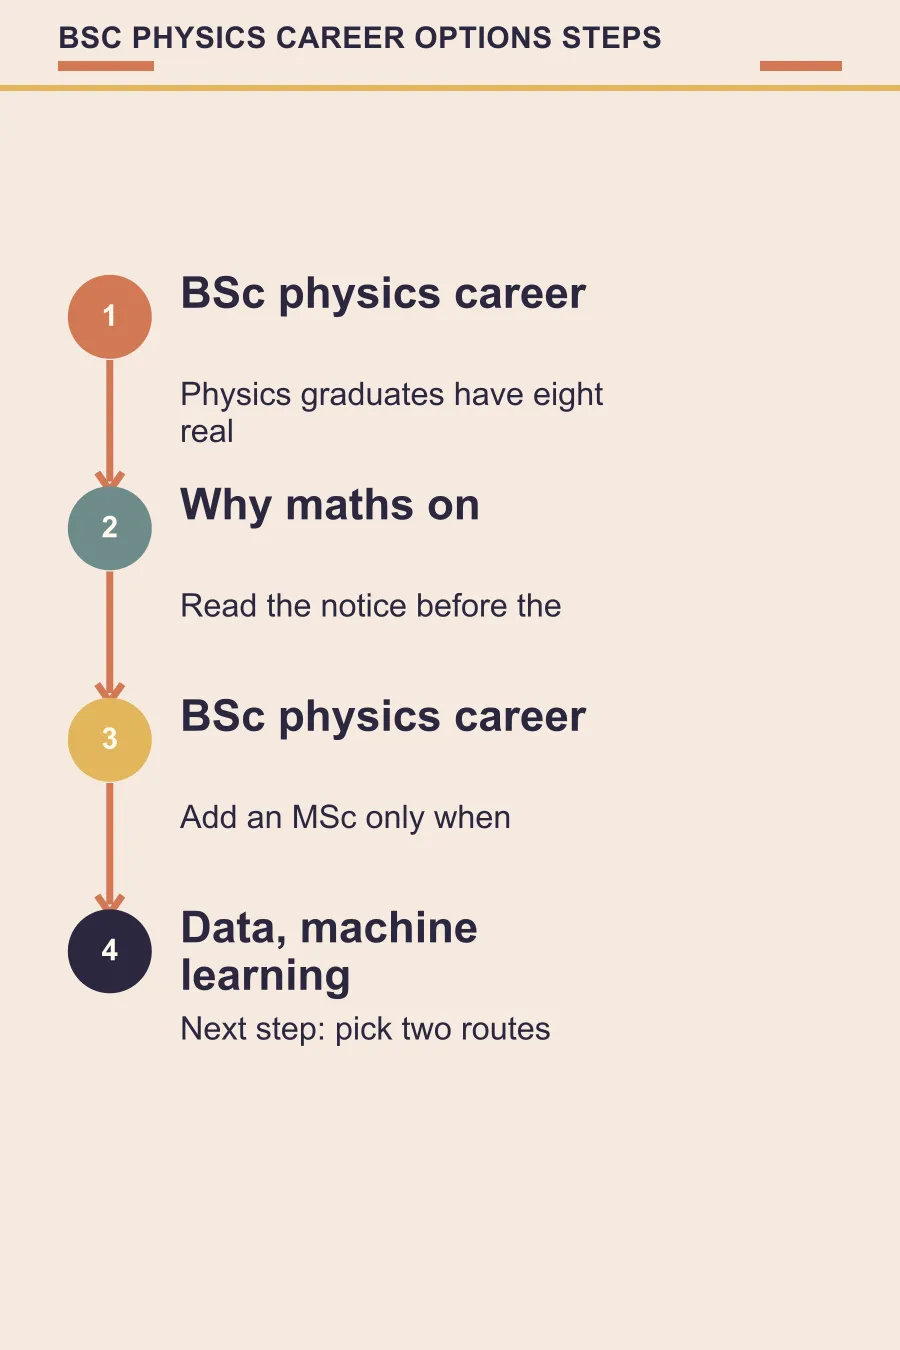 BSC PHYSICS CAREER OPTIONS STEPS
1
BSc physics career
Physics graduates have eight
real
2
Why maths on
Read the notice before the
3
BSc physics career
Add an MSc only when
4
Data, machine
learning
Next step: pick two routes